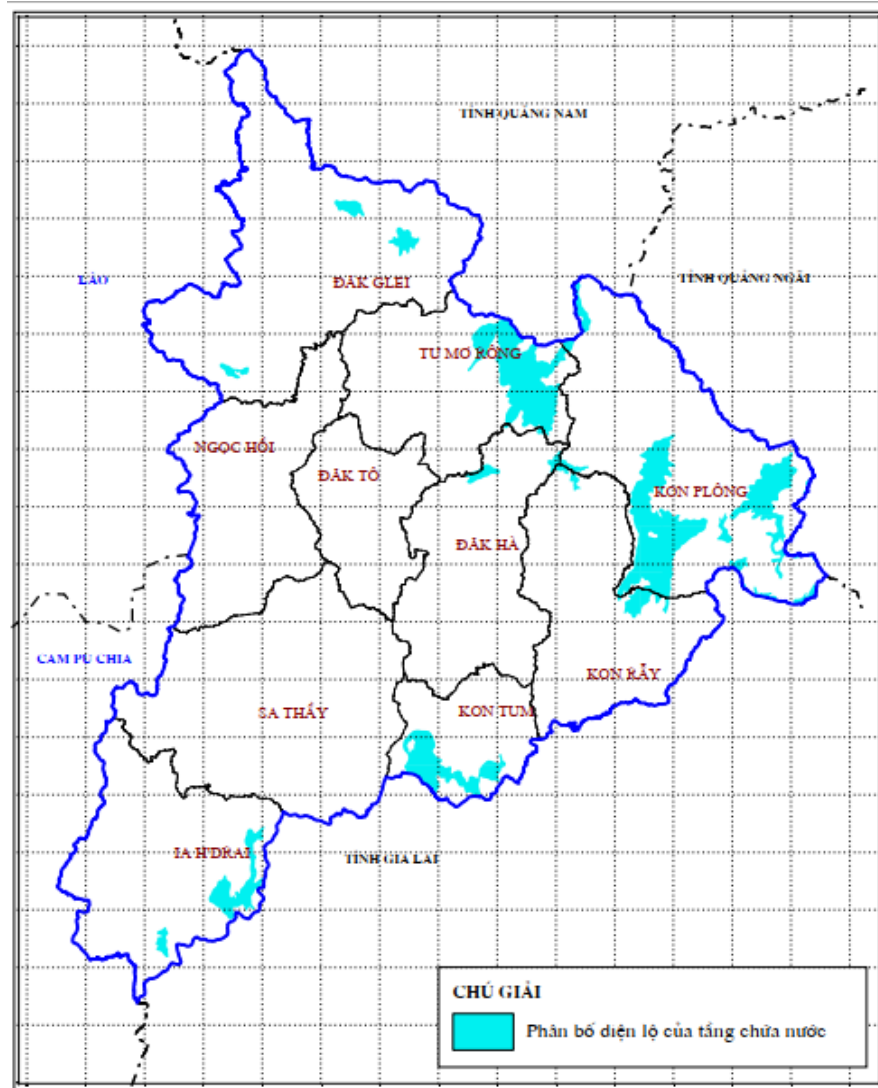 TỈNH QUẢNG NAM
LÀO
TỈNH QUẢNG NGÃI
ĐĂK GLEI
TU MƠ RÔNG
NGỌC HỒI
ĐĂK TÔ
KON PLÔNG
ĐĂK HÀ
CAM PU CHIA
KON RẪY
SA THẦY
KON TUM
IA H'DRAI
TỈNH GIA LAI
CHÚ GIẢI
Phân bố diện lộ của tầng chứa nước